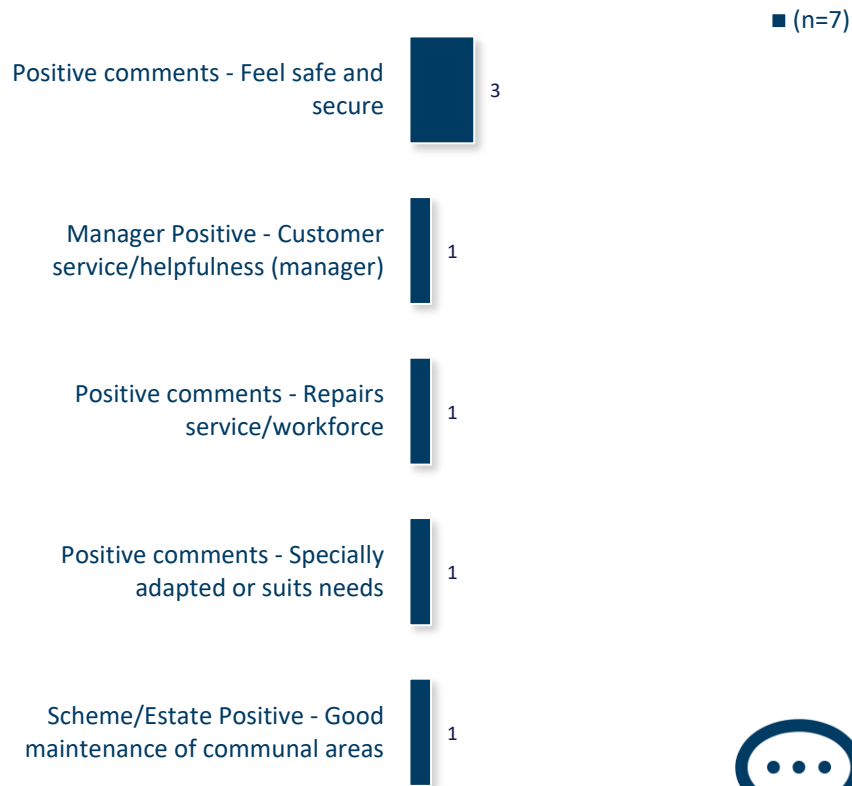 (n=7)
Positive comments - Feel safe and
secure
3
Manager Positive - Customer
service/helpfulness (manager)
1
Positive comments - Repairs
service/workforce
1
Positive comments - Specially
adapted or suits needs
1
Scheme/Estate Positive - Good
maintenance of communal areas
1